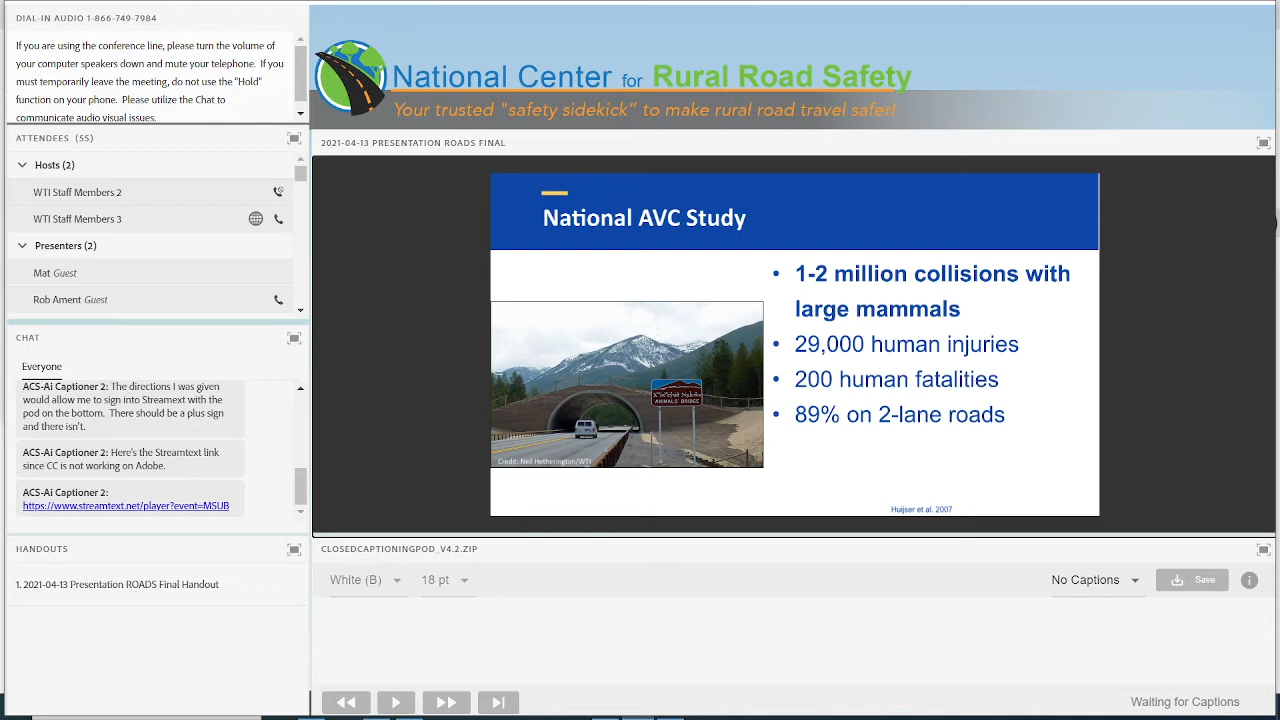 DIAL-IN AUDIO 1-866-749-7984
If you are using the conference line, please turn the volume of
your computer speakers down and mute your telephone. If you
must temporarily leave the meeting, do not use the "Hold"
function on your phone. Please utilize the Chat to
communicate audio visual issues.
ATTENDEES (55)
Hosts (2)
WTI Staff Members 2
WTI Staff Members 3
Presenters (2)
Mat Guest
Rob Ament Guest
CHAT
Everyone
ACS-Ai Captioner 2: The directions I was given
would allow me to sign into Streamext with the
pod on the bottom. There should be a plus sign
and there isn't.
ACS-Ai Captioner 2: Here's the Streamtext link
since CC is not working on Adobe.
ACS-Ai Captioner 2:
https://www.streamtext.net/player?event=MSUB
HANDOUTS
1. 2021-04-13 Presentation ROADS Final Handout
National Center for Rural Road Safety
Your trusted "safety sidekick" to make rural road travel safer!
2021-04-13 PRESENTATION ROADS FINAL
National AVC Study
• 1-2 million collisions with
large mammals
• 29,000 human injuries
• 200 human fatalities
• 89% on 2-lane roads
ANIMALS' BRIDGE
Credit: Neil Hetherington/WTI
Huijser et al. 2007
CLOSEDCAPTIONINGPOD_V4.2.ZIP
White (B)
18 pt
No Captions
Save
Waiting for Captions